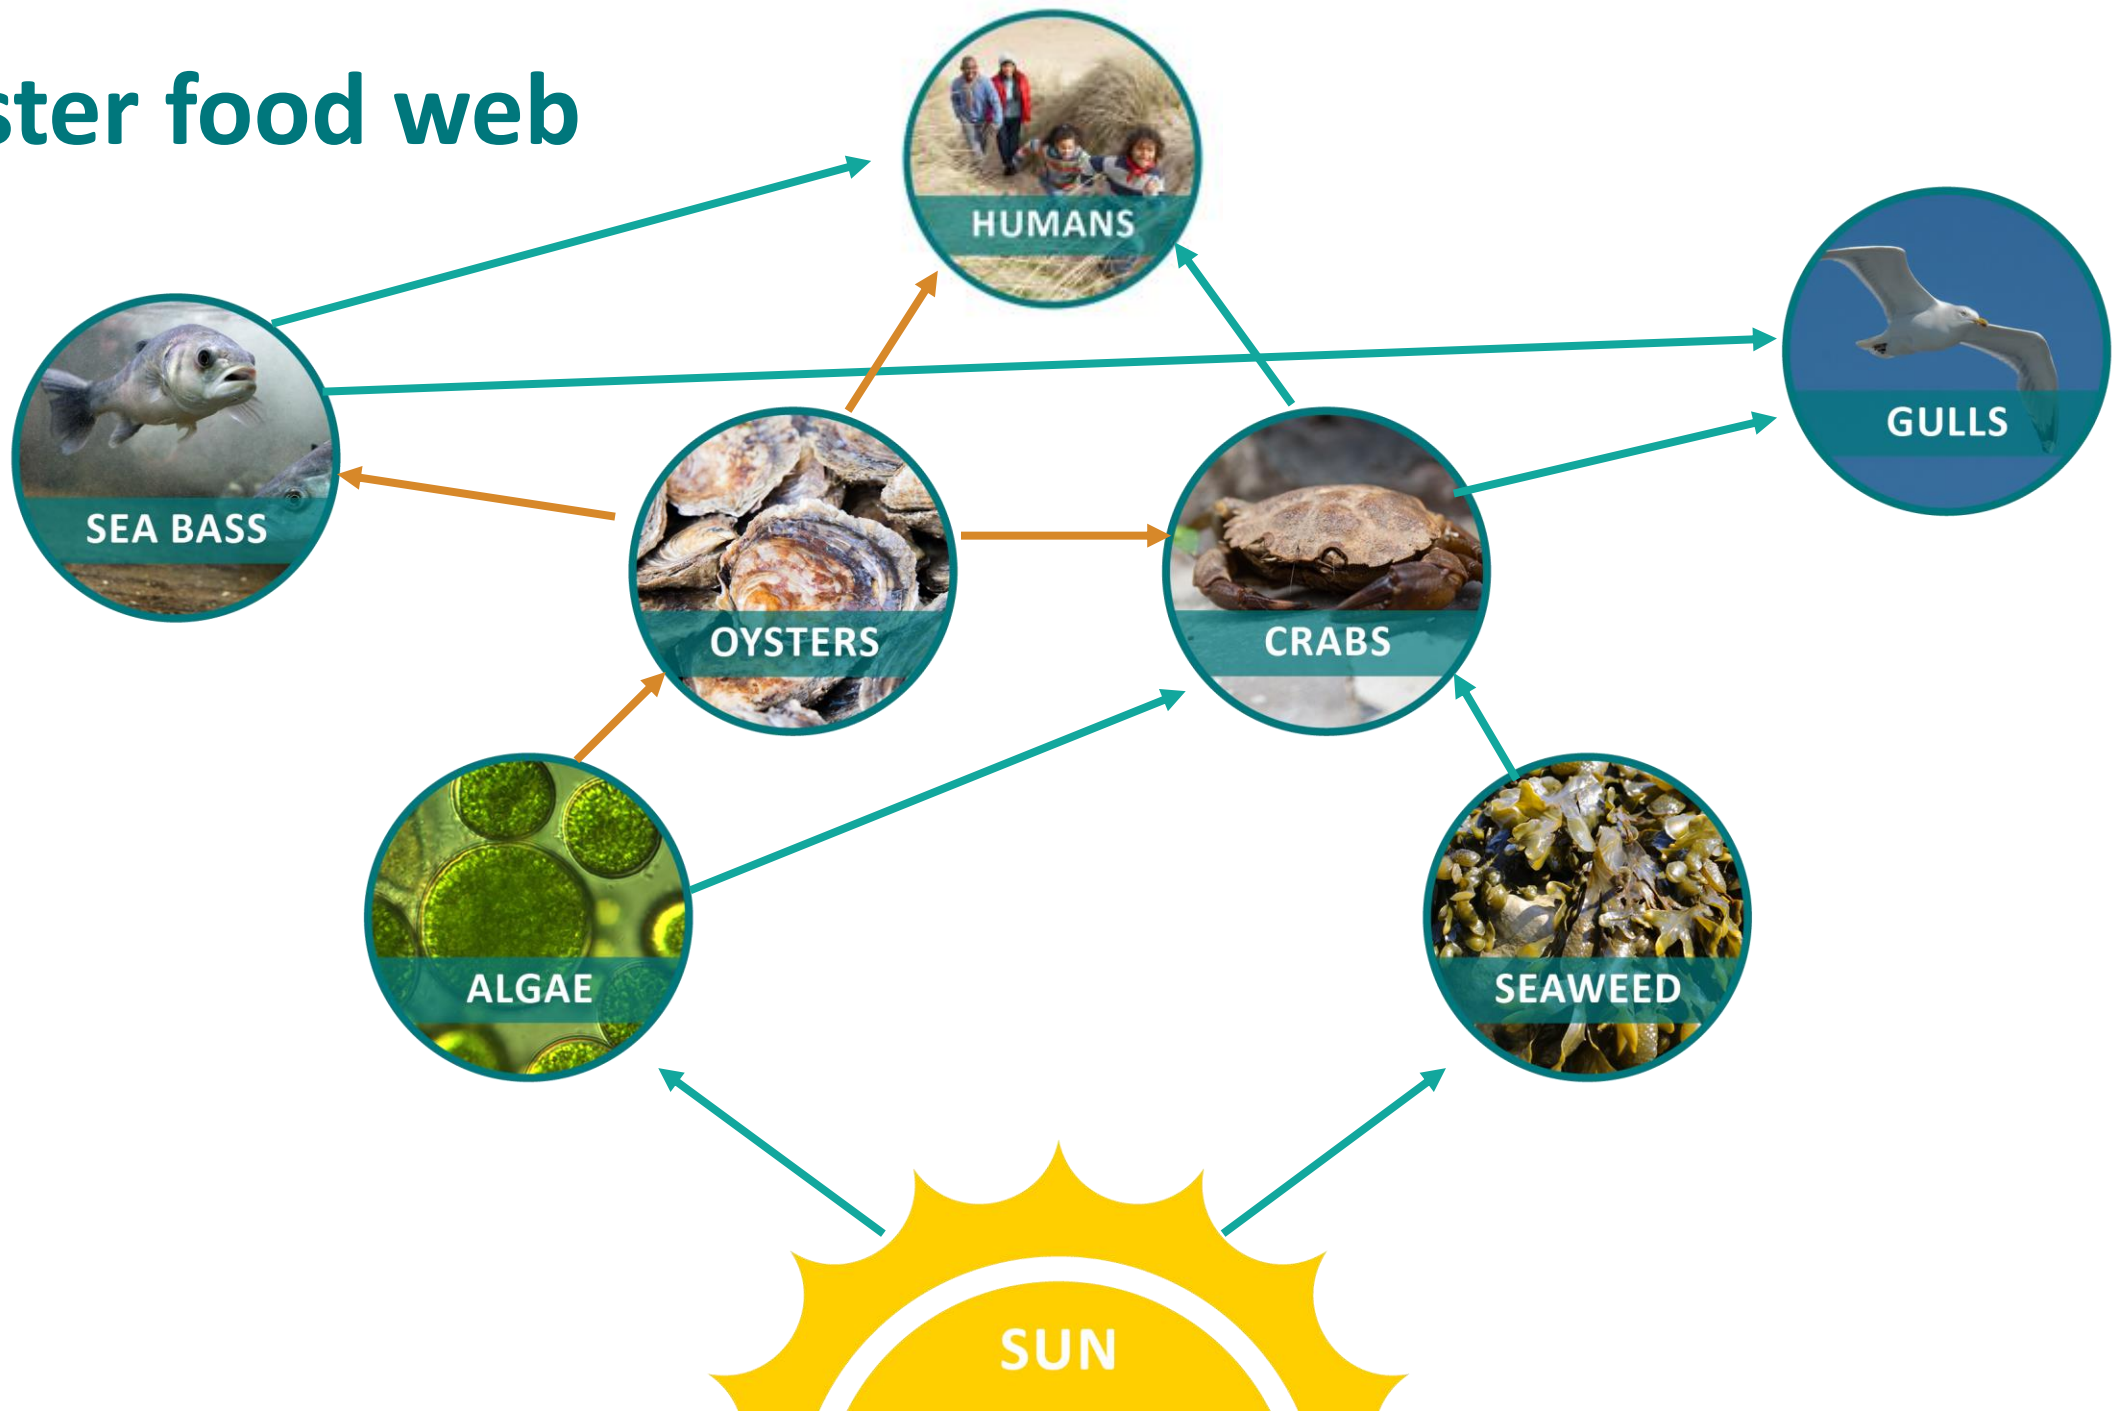 ster food web
HUMANS
GULLS
SEA BASS
OYSTERS
CRABS
ALGAE
SEAWEED
SUN